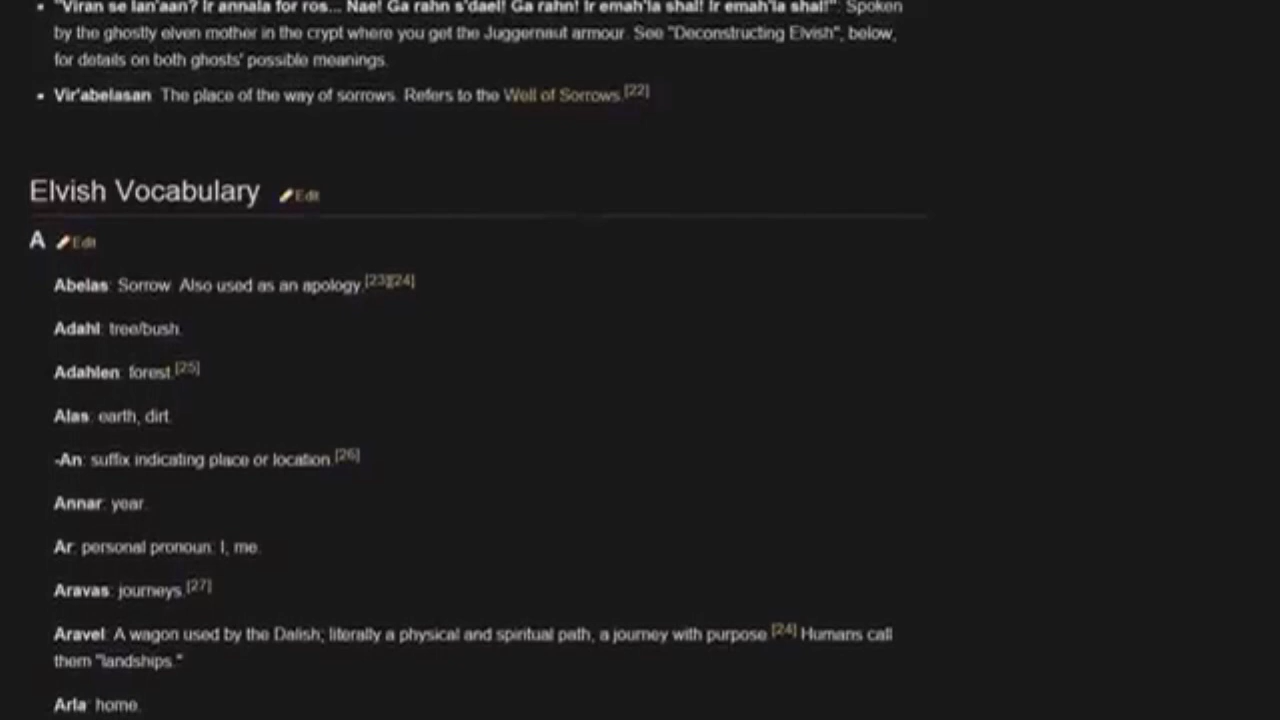 "Viran se lan'aan? Ir annala for ros... Nae! Ga rahn s'dael! Ga rahn! Ir emah'la shal! Ir emah'la shal!": Spoken
by the ghostly elven mother in the crypt where you get the Juggernaut armour. See "Deconstructing Elvish", below,
for details on both ghosts' possible meanings.
Vir'abelasan: The place of the way of sorrows. Refers to the Well of Sorrows.[22]
Elvish Vocabulary Edit
A Edit
Abelas: Sorrow. Also used as an apology.[23][24]
Adahl: tree/bush.
Adahlen: forest.[25]
Alas: earth, dirt.
-An: suffix indicating place or location.[26]
Annar: year.
Ar: personal pronoun: I, me.
Aravas: journeys.[27]
Aravel: A wagon used by the Dalish; literally a physical and spiritual path, a journey with purpose.[24] Humans call
them "landships."
Arla: home.